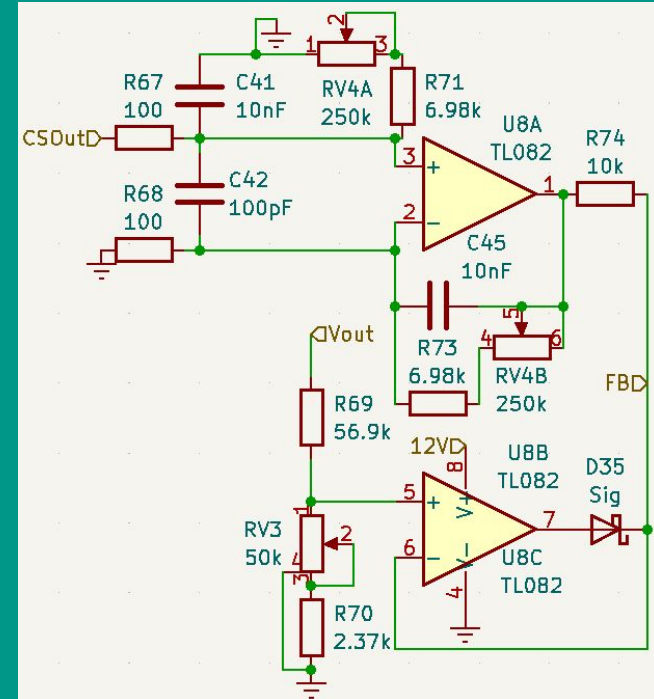 2
1
3
R67
100
C41
10nF
RV4A
250k
R71
6.98k
U8A
TL082
R74
10k
CSOut
3
+
1
C42
100pF
R68
100
2
−
C45
10nF
5
4
6
Vout
R73
6.98k
RV4B
250k
FB
R69
56.9k
12V
8
U8B
TL082
D35
Sig
1
5
+
V+
7
RV3
50k
2
4
3
6
−
V−
U8C
TL082
4
R70
2.37k